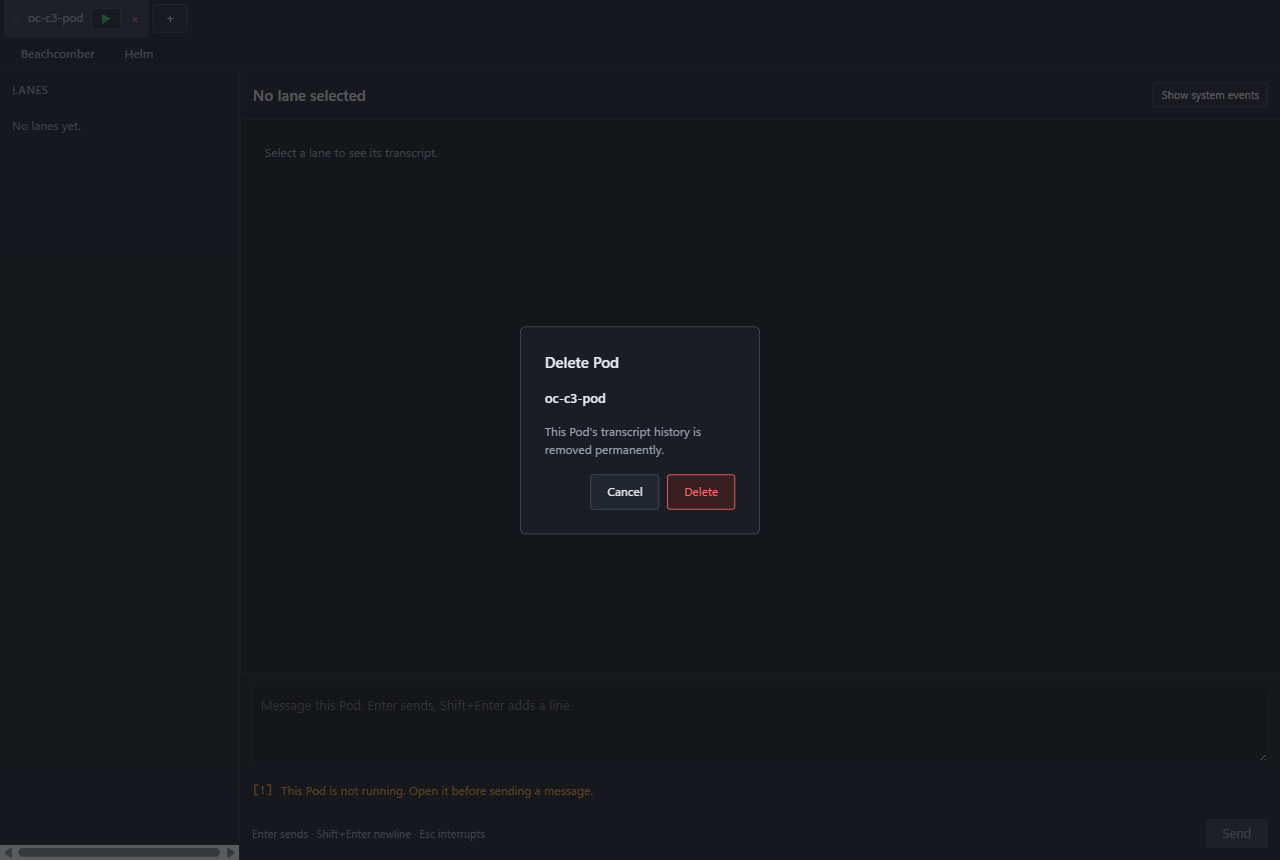 oc-c3-pod
×
+
Beachcomber Helm
LANES
No lanes yet.
No lane selected
Show system events
Select a lane to see its transcript.
Delete Pod
oc-c3-pod
This Pod's transcript history is
removed permanently.
Cancel Delete
Message this Pod. Enter sends, Shift+Enter adds a line.
[!] This Pod is not running. Open it before sending a message.
Enter sends · Shift+Enter newline · Esc interrupts
Send